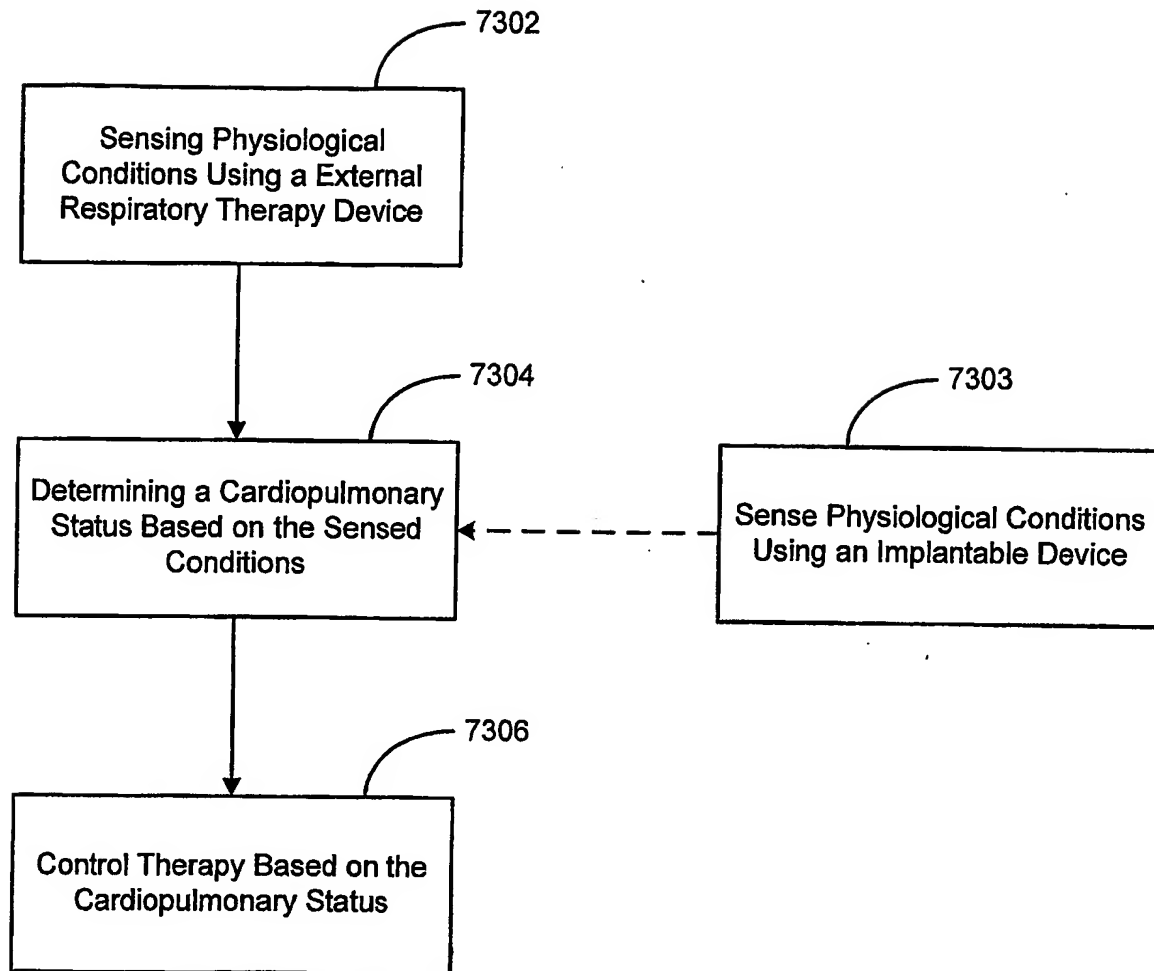 7302
Sensing Physiological
Conditions Using a External
Respiratory Therapy Device
7304
7303
Determining a Cardiopulmonary
Status Based on the Sensed
Conditions
Sense Physiological Conditions
Using an Implantable Device
7306
Control Therapy Based on the
Cardiopulmonary Status